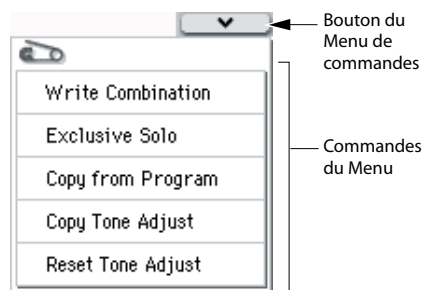 Bouton du
Menu de
commandes
Write Combination
Exclusive Solo
Copy from Program
Copy Tone Adjust
Reset Tone Adjust
Commandes
du Menu